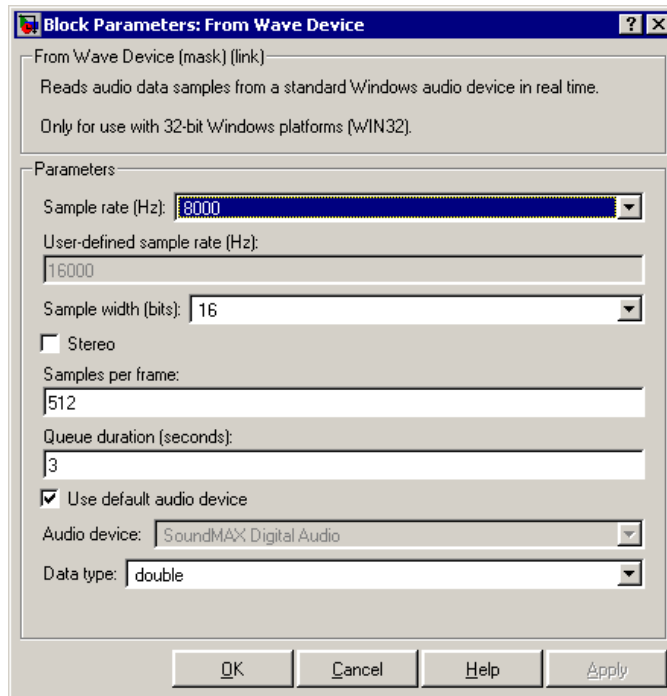 Block Parameters: From Wave Device
From Wave Device (mask) (link)
Reads audio data samples from a standard Windows audio device in real time.
Only for use with 32-bit Windows platforms (WIN32).
Parameters
Sample rate (Hz): 8000
User-defined sample rate (Hz):
16000
Sample width (bits): 16
Stereo
Samples per frame:
512
Queue duration (seconds):
3
Use default audio device
Audio device: SoundMAX Digital Audio
Data type: double
OK Cancel Help Apply